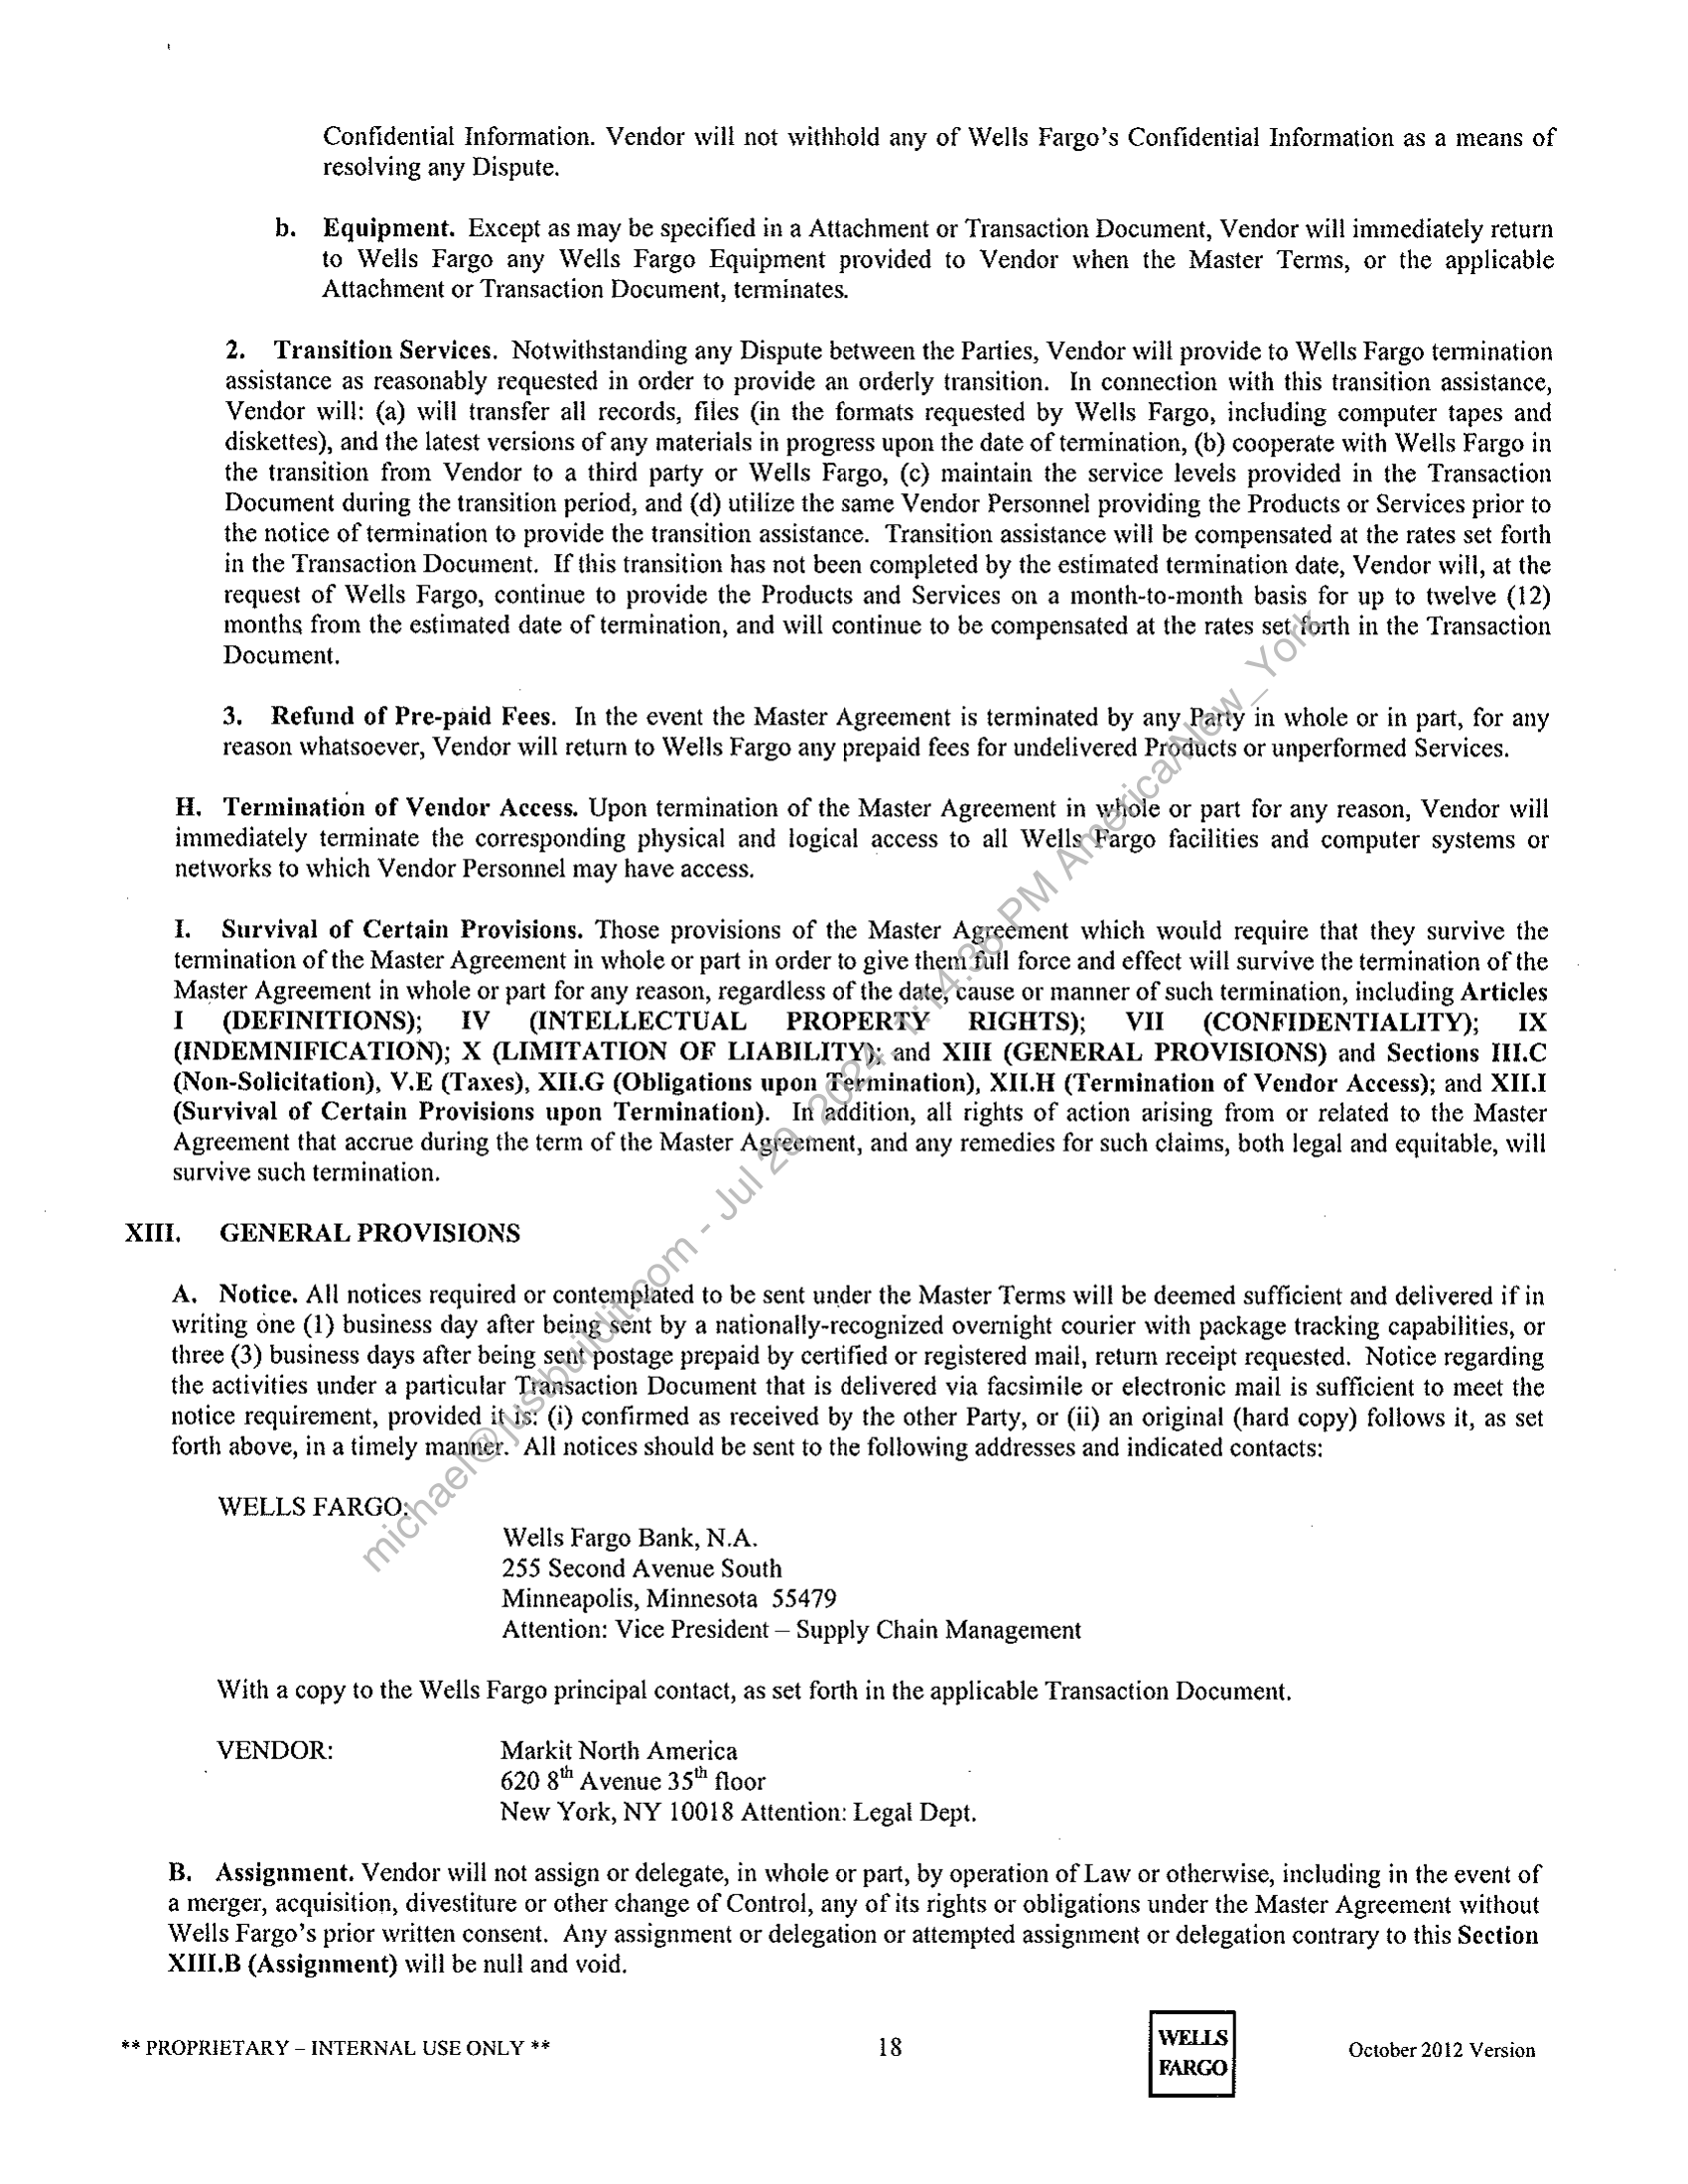 Confidential Information. Vendor will not withhold any of Wells Fargo's Confidential Information as a means of
resolving any Dispute.
b. Equipment. Except as may be specified in a Attachment or Transaction Document, Vendor will immediately return
to Wells Fargo any Wells Fargo Equipment provided to Vendor when the Master Terms, or the applicable
Attachment or Transaction Document, terminates.
2. Transition Services. Notwithstanding any Dispute between the Parties, Vendor will provide to Wells Fargo termination
assistance as reasonably requested in order to provide an orderly transition. In connection with this transition assistance,
Vendor will: (a) will transfer all records, files (in the formats requested by Wells Fargo, including computer tapes and
diskettes), and the latest versions of any materials in progress upon the date of termination, (b) cooperate with Wells Fargo in
the transition from Vendor to a third party or Wells Fargo, (c) maintain the service levels provided in the Transaction
Document during the transition period, and (d) utilize the same Vendor Personnel providing the Products or Services prior to
the notice of termination to provide the transition assistance. Transition assistance will be compensated at the rates set forth
in the Transaction Document. If this transition has not been completed by the estimated termination date, Vendor will, at the
request of Wells Fargo, continue to provide the Products and Services on a month-to-month basis for up to twelve (12)
months from the estimated date of termination, and will continue to be compensated at the rates set forth in the Transaction
Document.
3. Refund of Pre-paid Fees. In the event the Master Agreement is terminated by any Party in whole or in part, for any
reason whatsoever, Vendor will return to Wells Fargo any prepaid fees for undelivered Products or unperformed Services.
H. Termination of Vendor Access. Upon termination of the Master Agreement in whole or part for any reason, Vendor will
immediately terminate the corresponding physical and logical access to all Wells Fargo facilities and computer systems or
networks to which Vendor Personnel may have access.
I. Survival of Certain Provisions. Those provisions of the Master Agreement which would require that they survive the
termination of the Master Agreement in whole or part in order to give them full force and effect will survive the termination of the
Master Agreement in whole or part for any reason, regardless of the date, cause or manner of such termination, including Articles
I (DEFINITIONS); IV (INTELLECTUAL PROPERTY RIGHTS); VII (CONFIDENTIALITY); IX
(INDEMNIFICATION); X (LIMITATION OF LIABILITY); and XIII (GENERAL PROVISIONS) and Sections III.C
(Non-Solicitation), V.E (Taxes), XII.G (Obligations upon Termination), XII.H (Termination of Vendor Access); and XII.I
(Survival of Certain Provisions upon Termination). In addition, all rights of action arising from or related to the Master
Agreement that accrue during the term of the Master Agreement, and any remedies for such claims, both legal and equitable, will
survive such termination.
XIII. GENERAL PROVISIONS
A. Notice. All notices required or contemplated to be sent under the Master Terms will be deemed sufficient and delivered if in
writing one (1) business day after being sent by a nationally-recognized overnight courier with package tracking capabilities, or
three (3) business days after being sent postage prepaid by certified or registered mail, return receipt requested. Notice regarding
the activities under a particular Transaction Document that is delivered via facsimile or electronic mail is sufficient to meet the
notice requirement, provided it is: (i) confirmed as received by the other Party, or (ii) an original (hard copy) follows it, as set
forth above, in a timely manner. All notices should be sent to the following addresses and indicated contacts:
WELLS FARGO:
Wells Fargo Bank, N.A.
255 Second Avenue South
Minneapolis, Minnesota 55479
Attention: Vice President – Supply Chain Management
With a copy to the Wells Fargo principal contact, as set forth in the applicable Transaction Document.
VENDOR: Markit North America
620 8th Avenue 35th floor
New York, NY 10018 Attention: Legal Dept.
B. Assignment. Vendor will not assign or delegate, in whole or part, by operation of Law or otherwise, including in the event of
a merger, acquisition, divestiture or other change of Control, any of its rights or obligations under the Master Agreement without
Wells Fargo's prior written consent. Any assignment or delegation or attempted assignment or delegation contrary to this Section
XIII.B (Assignment) will be null and void.
** PROPRIETARY – INTERNAL USE ONLY ** 18 October 2012 Version
WELLS
FARGO
michael@justbuildit.com - Jul 29, 2024, 1:14:36 PM America/New_York